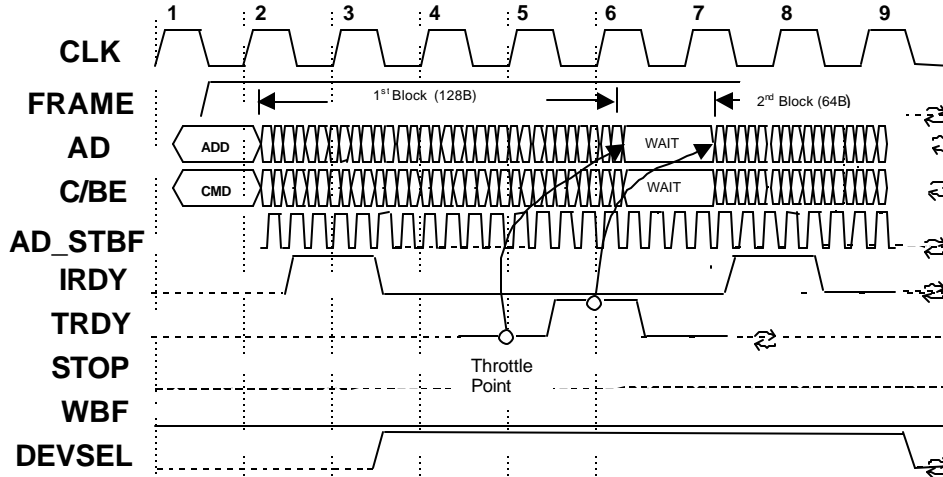 1 2 3 4 5 6 7 8 9
CLK
FRAME
1st Block (128B)
2nd Block (64B)
AD
ADD
WAIT
C/BE
CMD
WAIT
AD_STBF
IRDY
TRDY
Throttle
Point
STOP
WBF
DEVSEL